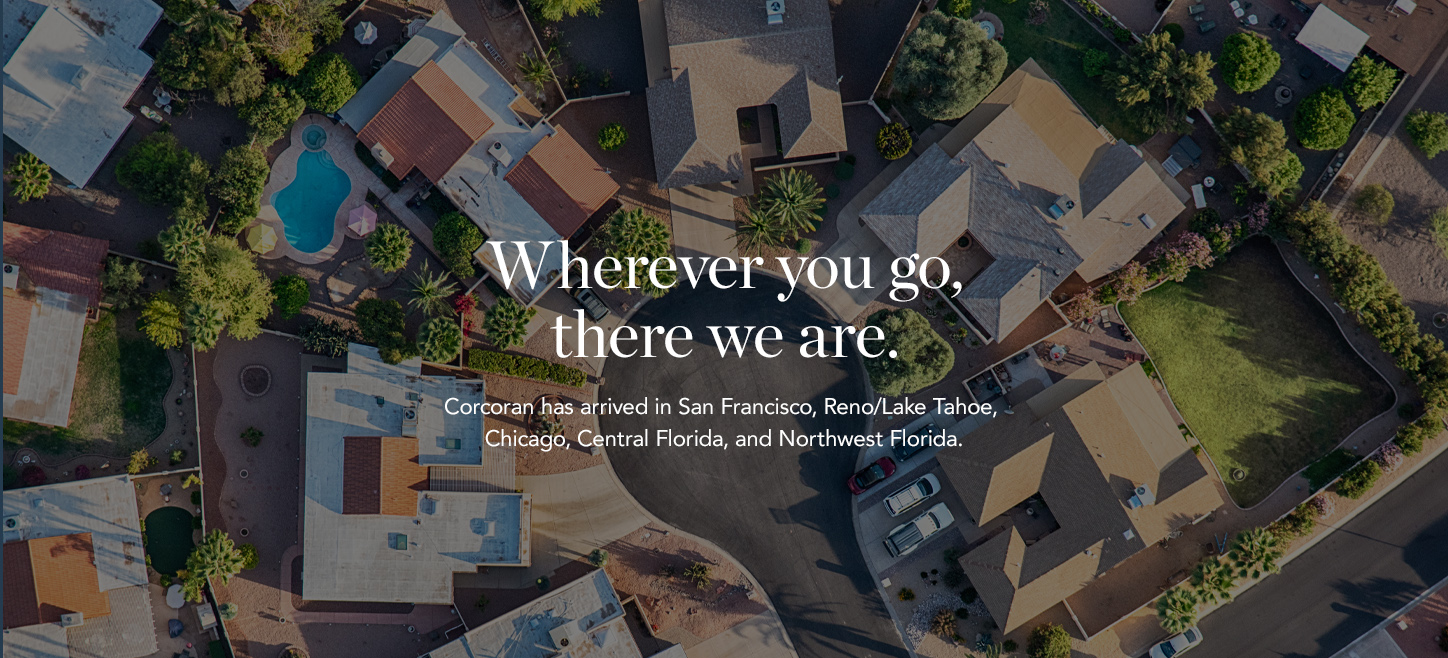 Wherever you go,
there we are.
Corcoran has arrived in San Francisco, Reno/Lake Tahoe,
Chicago, Central Florida, and Northwest Florida.